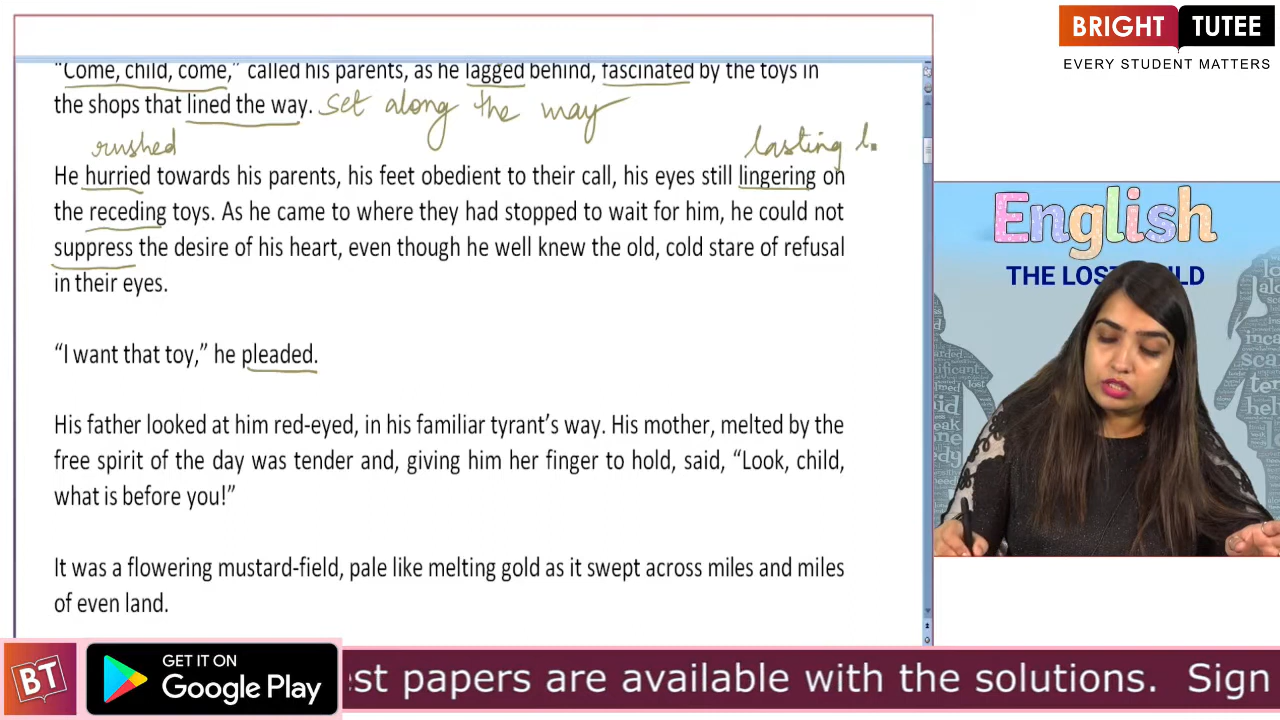 BRIGHT TUTEE
EVERY STUDENT MATTERS
“Come, child, come,” called his parents, as he lagged behind, fascinated by the toys in
the shops that lined the way. set along the way
rushed lasting
He hurried towards his parents, his feet obedient to their call, his eyes still lingering on
the receding toys. As he came to where they had stopped to wait for him, he could not
suppress the desire of his heart, even though he well knew the old, cold stare of refusal
in their eyes.
“I want that toy,” he pleaded.
His father looked at him red-eyed, in his familiar tyrant’s way. His mother, melted by the
free spirit of the day was tender and, giving him her finger to hold, said, “Look, child,
what is before you!”
It was a flowering mustard-field, pale like melting gold as it swept across miles and miles
of even land.
English
THE LOST
BT
GET IT ON
Google Play
est papers are available with the solutions. Sign